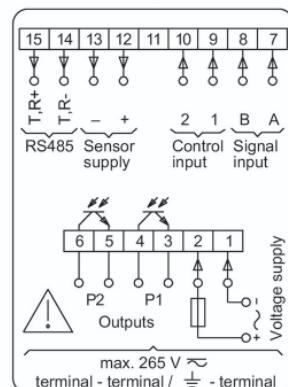 15 14 13 12 11 10 9 8 7
T,R+ T,R- – + 2 1 B A
RS485 Sensor supply Control input Signal input
6 5 4 3 2 1
P2 P1
Outputs
- +
Voltage supply
max. 265 V
terminal - terminal / - terminal